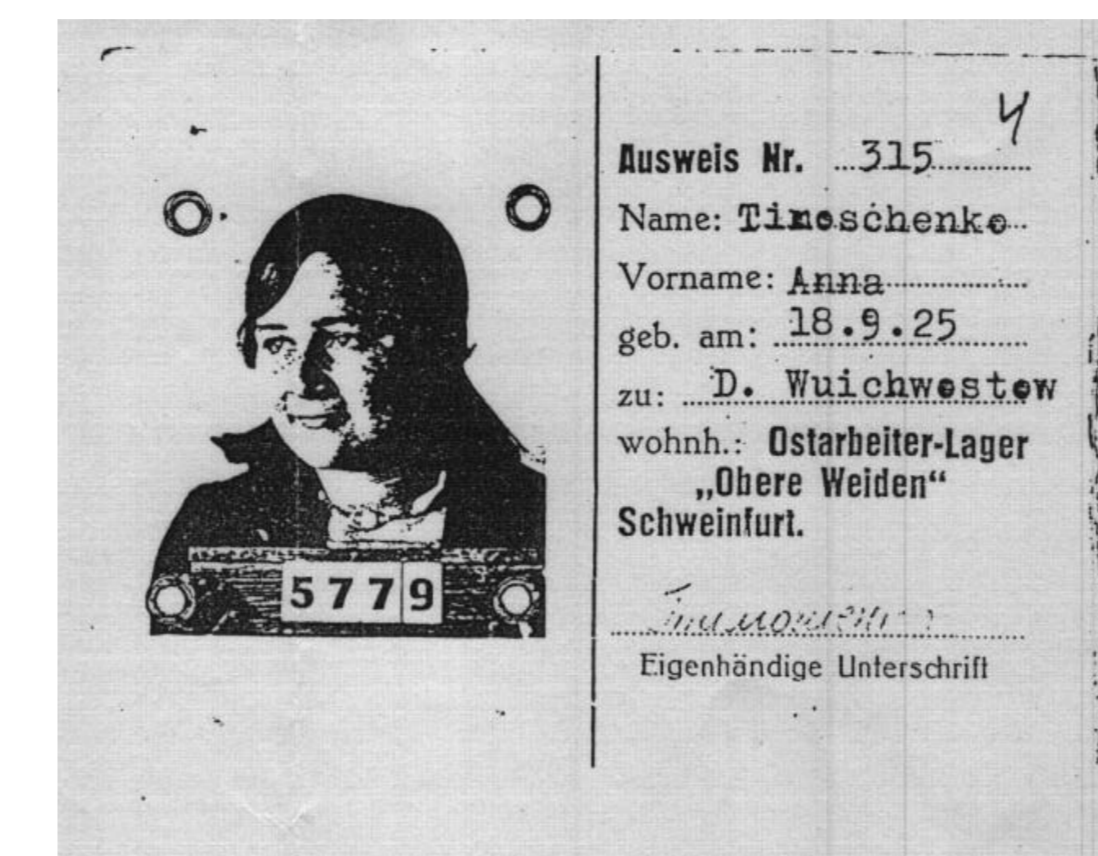 4
Ausweis Nr. 315
Name: Timoschenko
Vorname: Anna
geb. am: 18.9.25
zu: D. Wuichwostow
wohnh.: Ostarbeiter-Lager
„Obere Weiden“
Schweinfurt.
Eigenhändige Unterschrift
5779